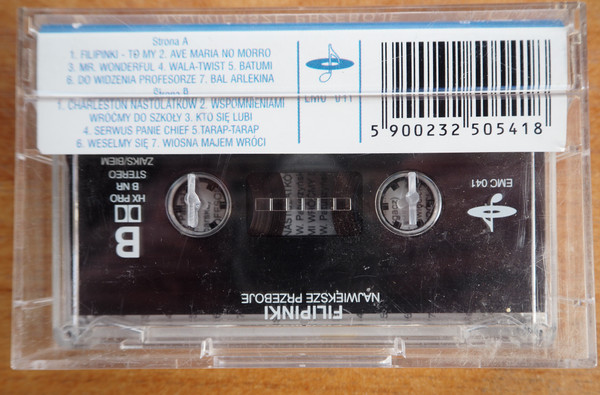 Strona A
1. FILIPINKI - TO MY 2. AVE MARIA NO MORRO
3. MR. WONDERFUL 4. WALA-TWIST 5. BATUMI
6. DO WIDZENIA PROFESORZE 7. BAL ARLEKINA
Strona B
1. CHARLESTON NASTOLATKÓW 2. WSPOMNIENIAMI
WRÓĆMY DO SZKOŁY 3. KTO SIĘ LUBI
4. SERWUS PANIE CHIEF 5.TARAP-TARAP
6. WESELMY SIĘ 7. WIOSNA MAJEM WRÓCI
EMC 041
5 900232 505418
FILIPINKI
NAJWIĘKSZE PRZEBOJE
B
HX PRO
B NR
STEREO
ZAIKS/BIEM
EMC 041